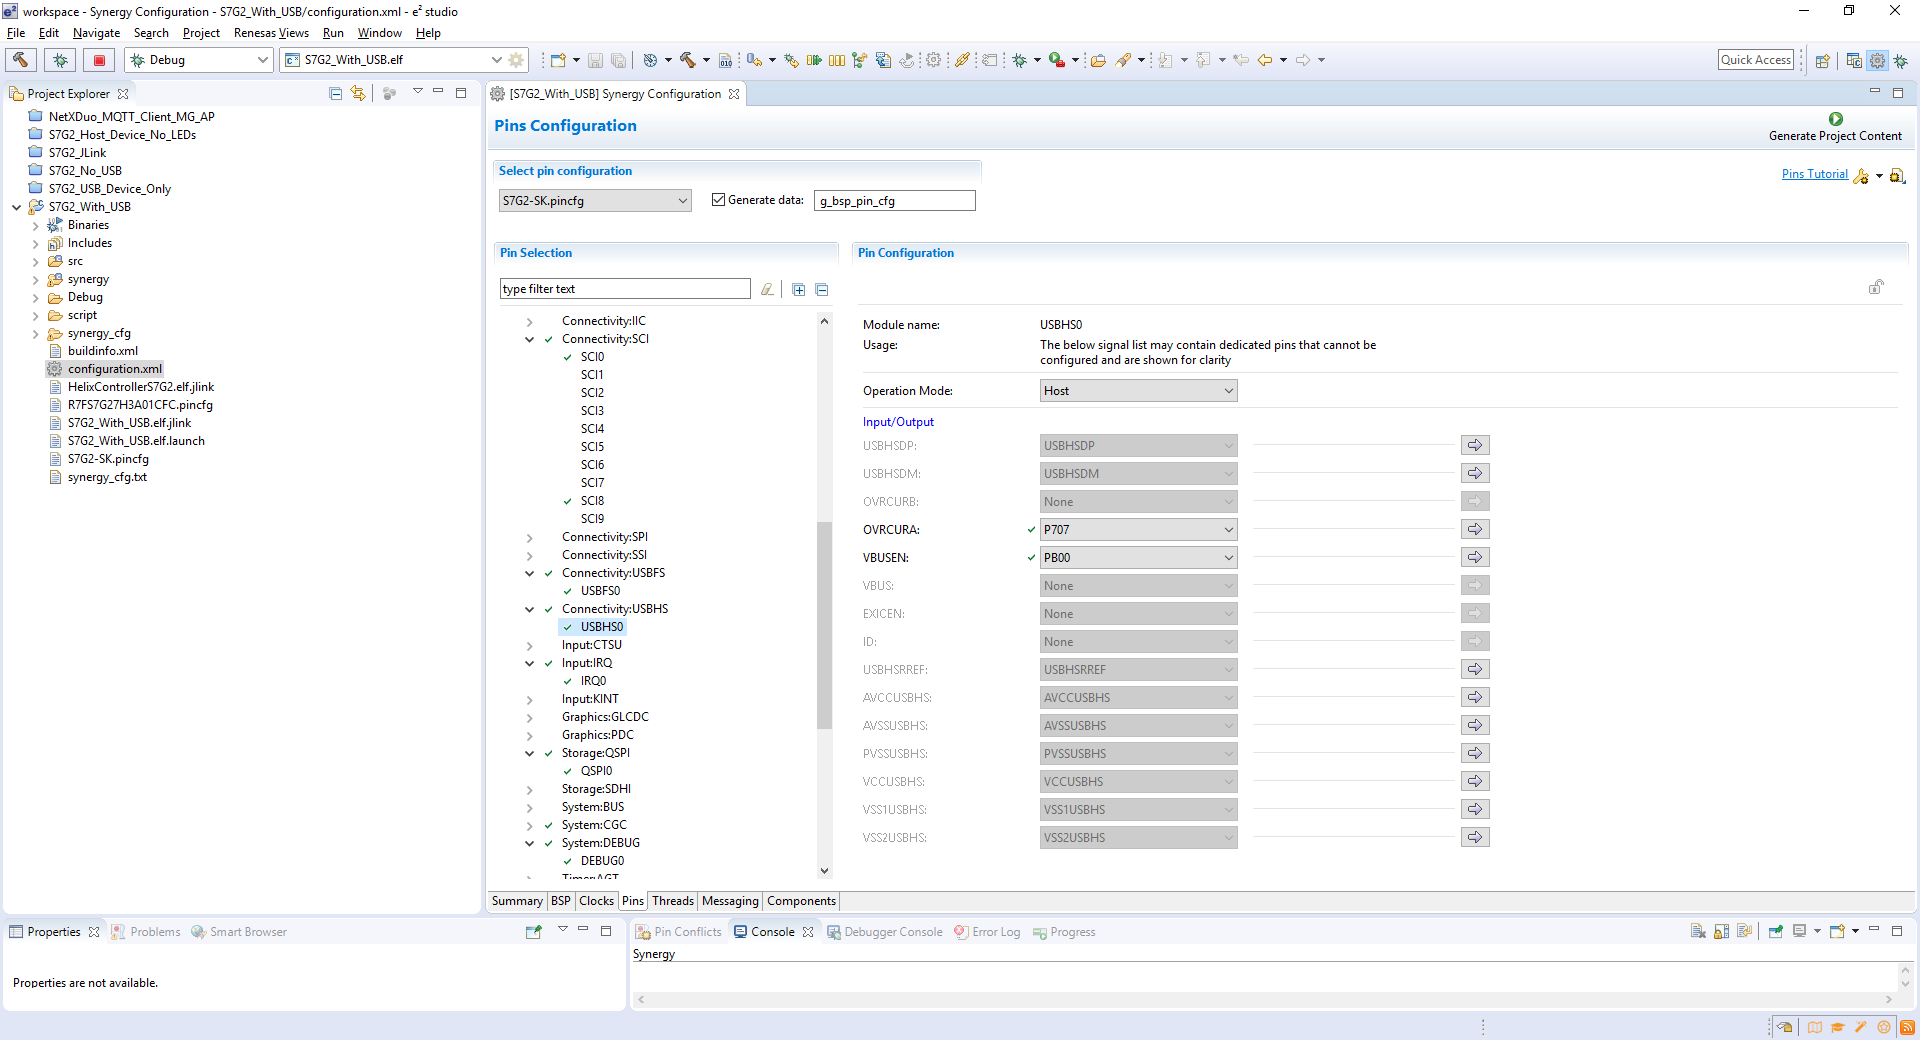 workspace - Synergy Configuration - S7G2_With_USB/configuration.xml - e² studio
File Edit Navigate Search Project Renesas Views Run Window Help
Debug
S7G2_With_USB.elf
Quick Access
Project Explorer
NetXDuo_MQTT_Client_MG_AP
S7G2_Host_Device_No_LEDs
S7G2_JLink
S7G2_No_USB
S7G2_USB_Device_Only
S7G2_With_USB
Binaries
Includes
src
synergy
Debug
script
synergy_cfg
buildinfo.xml
configuration.xml
HelixControllerS7G2.elf.jlink
R7FS7G27H3A01CFC.pincfg
S7G2_With_USB.elf.jlink
S7G2_With_USB.elf.launch
S7G2-SK.pincfg
synergy_cfg.txt
[S7G2_With_USB] Synergy Configuration
Pins Configuration
Generate Project Content
Select pin configuration
Pins Tutorial
S7G2-SK.pincfg
Generate data:
g_bsp_pin_cfg
Pin Selection
type filter text
Connectivity:IIC
Connectivity:SCI
SCI0
SCI1
SCI2
SCI3
SCI4
SCI5
SCI6
SCI7
SCI8
SCI9
Connectivity:SPI
Connectivity:SSI
Connectivity:USBFS
USBFS0
Connectivity:USBHS
USBHS0
Input:CTSU
Input:IRQ
IRQ0
Input:KINT
Graphics:GLCDC
Graphics:PDC
Storage:QSPI
QSPI0
Storage:SDHI
System:BUS
System:CGC
System:DEBUG
DEBUG0
Timer:AGT
Pin Configuration
Module name: USBHS0
Usage: The below signal list may contain dedicated pins that cannot be
configured and are shown for clarity
Operation Mode: Host
Input/Output
USBHSDP: USBHSDP
USBHSDM: USBHSDM
OVRCURB: None
OVRCURA: P707
VBUSEN: PB00
VBUS: None
EXICEN: None
ID: None
USBHSRREF: USBHSRREF
AVCCUSBHS: AVCCUSBHS
AVSSUSBHS: AVSSUSBHS
PVSSUSBHS: PVSSUSBHS
VCCUSBHS: VCCUSBHS
VSS1USBHS: VSS1USBHS
VSS2USBHS: VSS2USBHS
Summary BSP Clocks Pins Threads Messaging Components
Properties Problems Smart Browser
Properties are not available.
Pin Conflicts Console Debugger Console Error Log Progress
Synergy